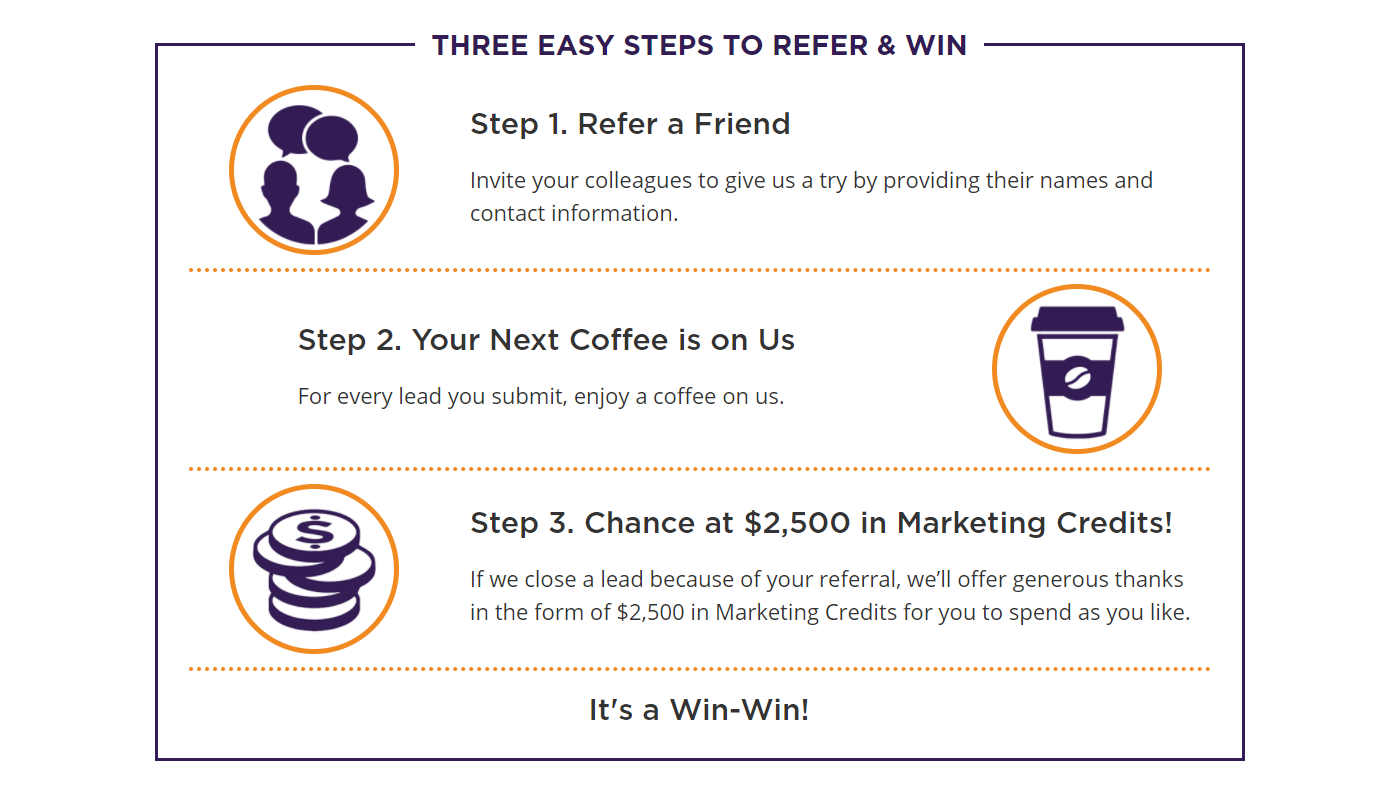 THREE EASY STEPS TO REFER & WIN
Step 1. Refer a Friend
Invite your colleagues to give us a try by providing their names and
contact information.
Step 2. Your Next Coffee is on Us
For every lead you submit, enjoy a coffee on us.
$
Step 3. Chance at $2,500 in Marketing Credits!
If we close a lead because of your referral, we’ll offer generous thanks
in the form of $2,500 in Marketing Credits for you to spend as you like.
It's a Win-Win!